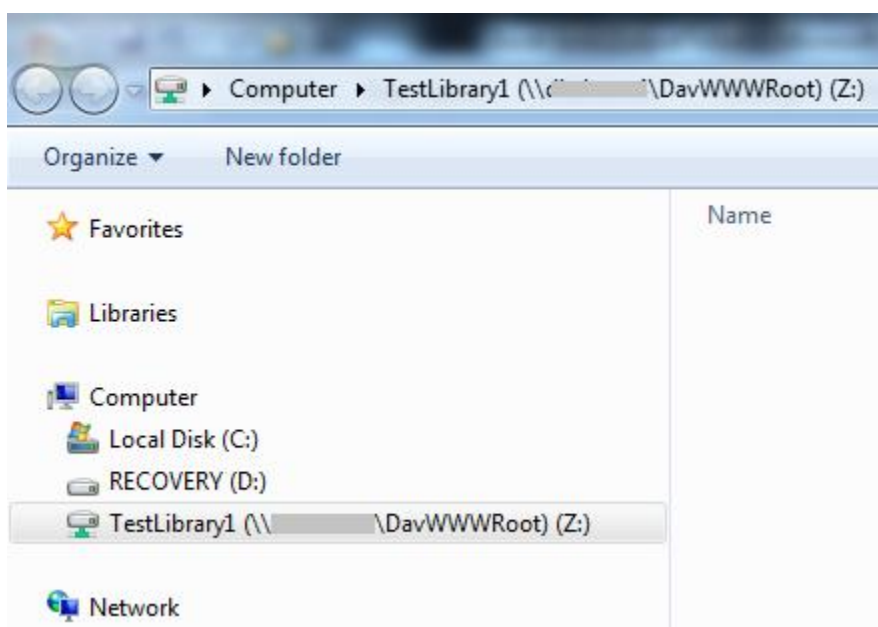 Computer TestLibrary1 (\\ \DavWWWRoot) (Z:)
Organize New folder
Name
Favorites
Libraries
Computer
Local Disk (C:)
RECOVERY (D:)
TestLibrary1 (\\ \DavWWWRoot) (Z:)
Network